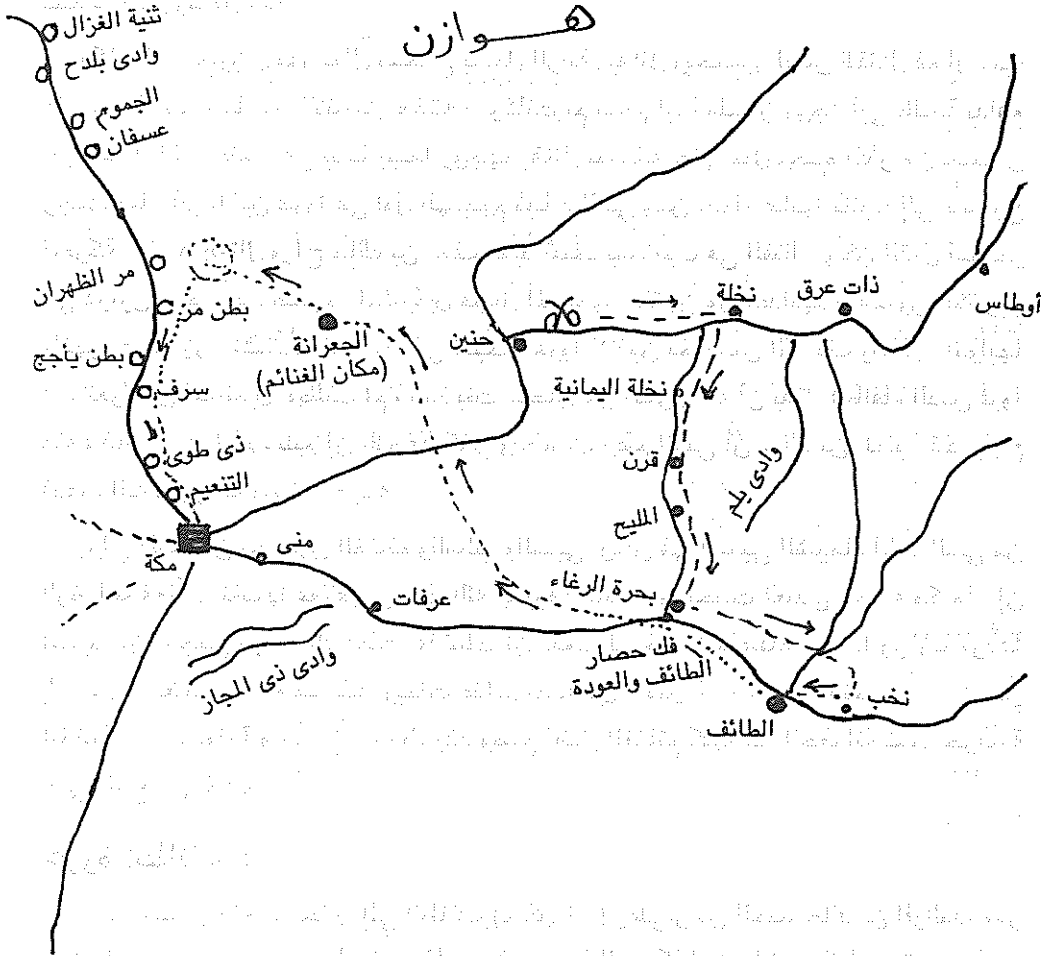 هـوازن
ثنية الغزال
وادى بلدح
الجموم
عسفان
مر الظهران
بطن مر
بطن يأجج
سرف
ذى طوى
التنعيم
مكة
الجعرانة
(مكان الغنائم)
حنين
نخلة
ذات عرق
أوطاس
نخلة اليمانية
قرن
المليح
وادى يلم
بحرة الرغاء
منى
عرفات
وادى ذى المجاز
فك حصار
الطائف والعودة
الطائف
نخب